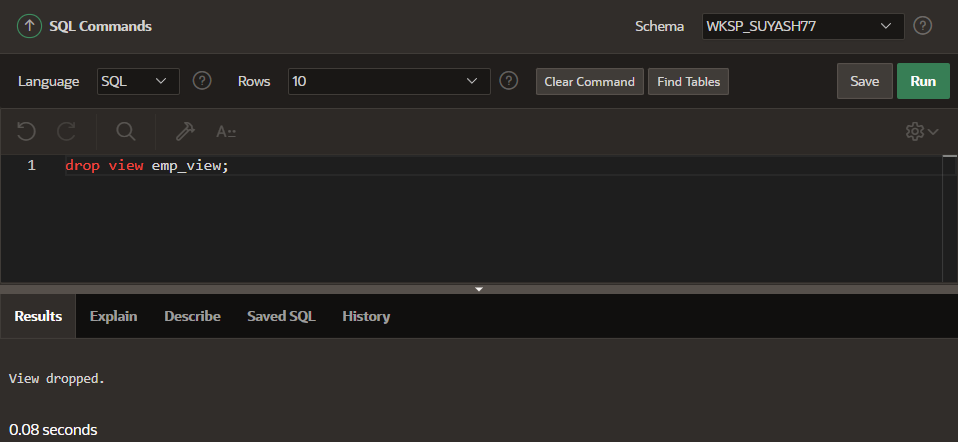 SQL Commands Schema WKSP_SUYASH77 ?
Language SQL ? Rows 10 ? Clear Command Find Tables Save Run
A::
1 drop view emp_view;
Results Explain Describe Saved SQL History
View dropped.
0.08 seconds